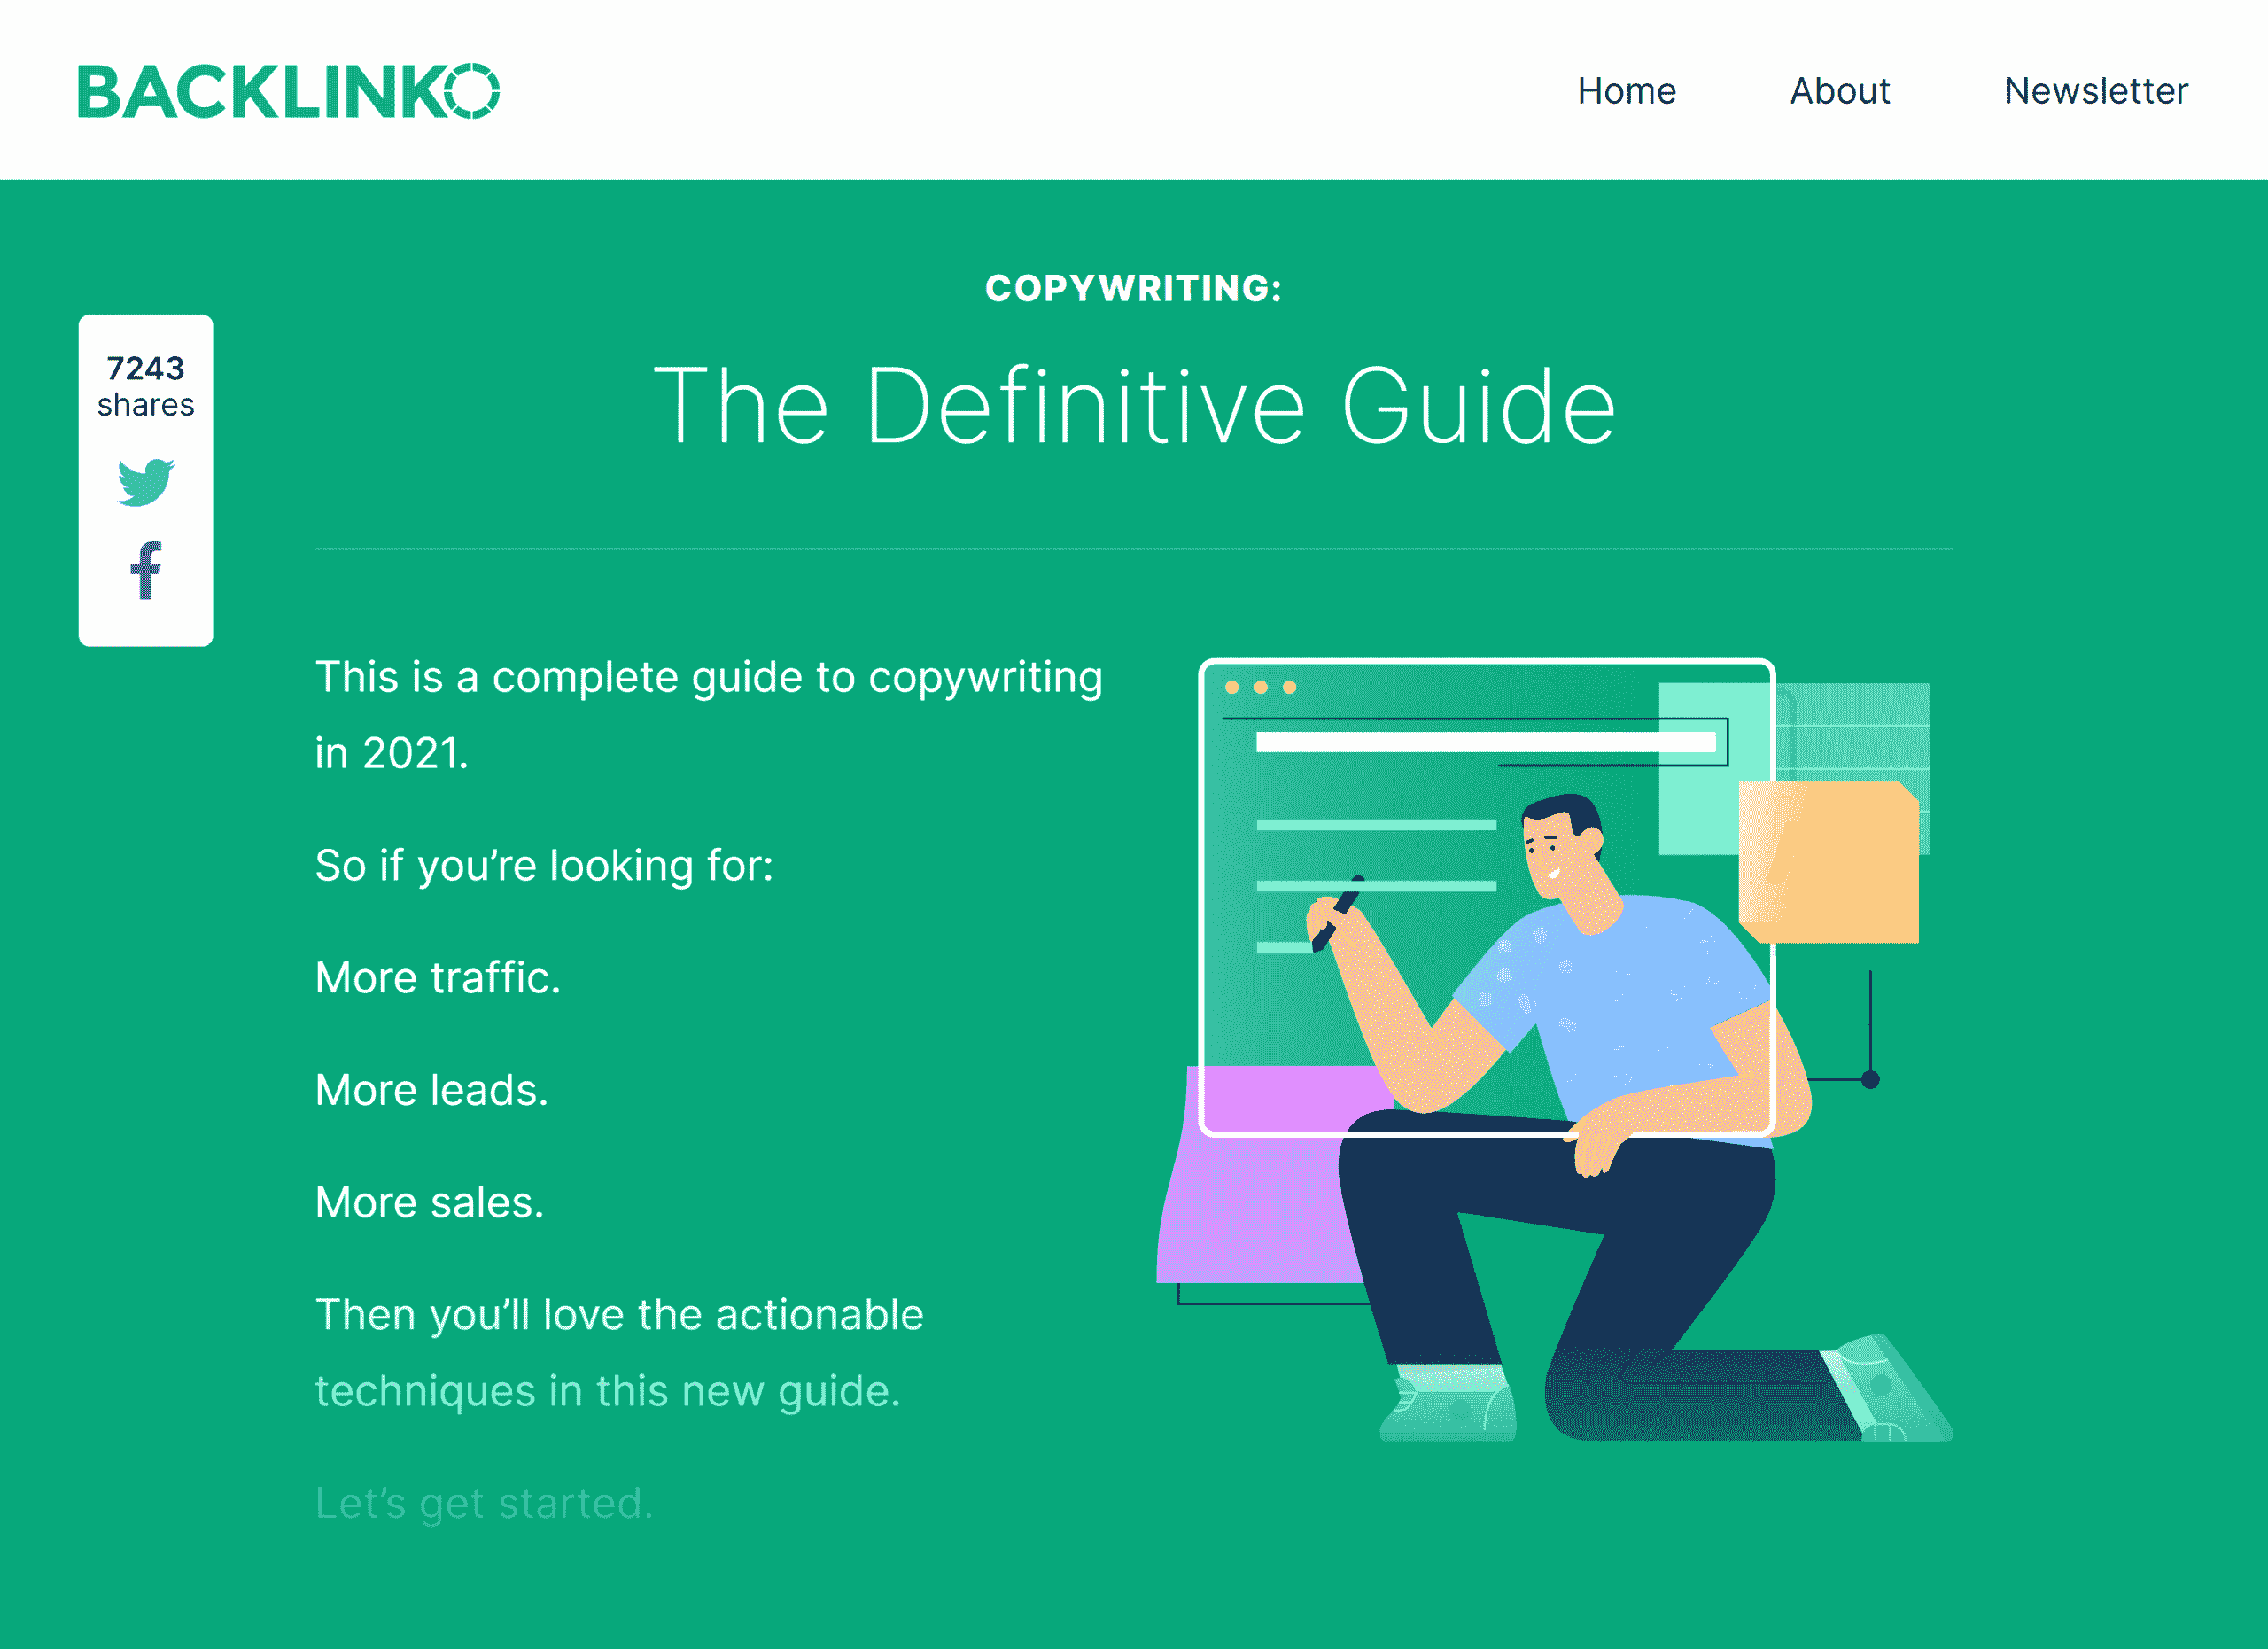 BACKLINKO
Home About Newsletter
COPYWRITING:
The Definitive Guide
7243
shares
This is a complete guide to copywriting
in 2021.
So if you’re looking for:
More traffic.
More leads.
More sales.
Then you’ll love the actionable
techniques in this new guide.
Let’s get started.